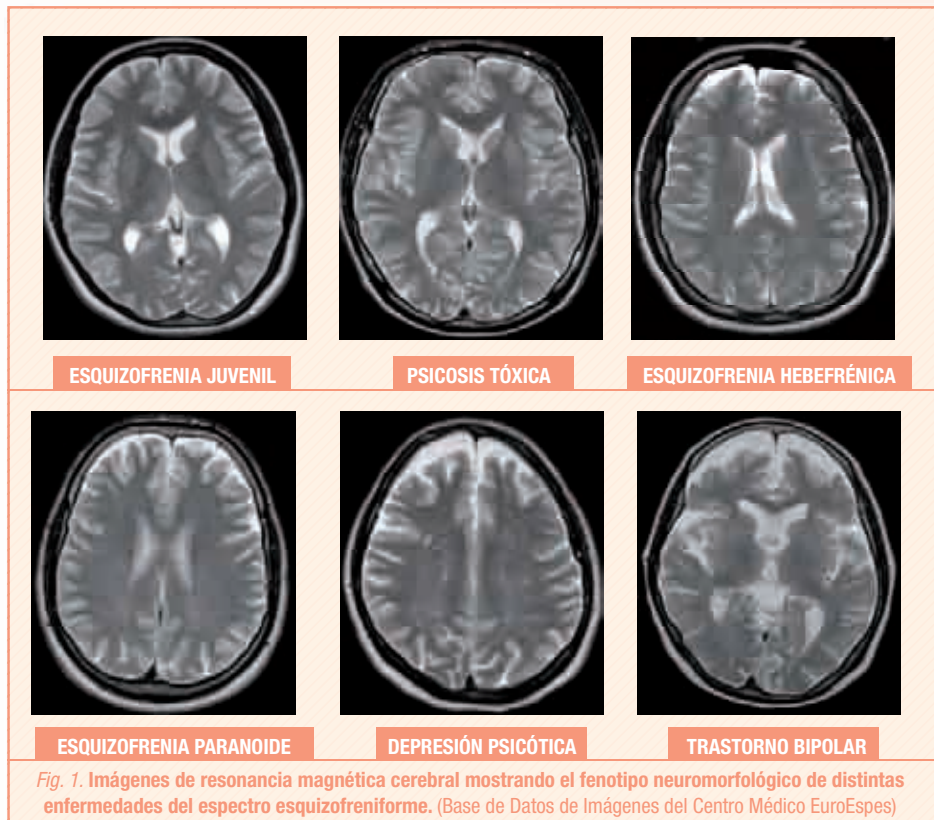 ESQUIZOFRENIA JUVENIL
PSICOSIS TÓXICA
ESQUIZOFRENIA HEBEFRÉNICA
ESQUIZOFRENIA PARANOIDE
DEPRESIÓN PSICÓTICA
TRASTORNO BIPOLAR
Fig. 1. Imágenes de resonancia magnética cerebral mostrando el fenotipo neuromorfológico de distintas
enfermedades del espectro esquizofreniforme. (Base de Datos de Imágenes del Centro Médico EuroEspes)